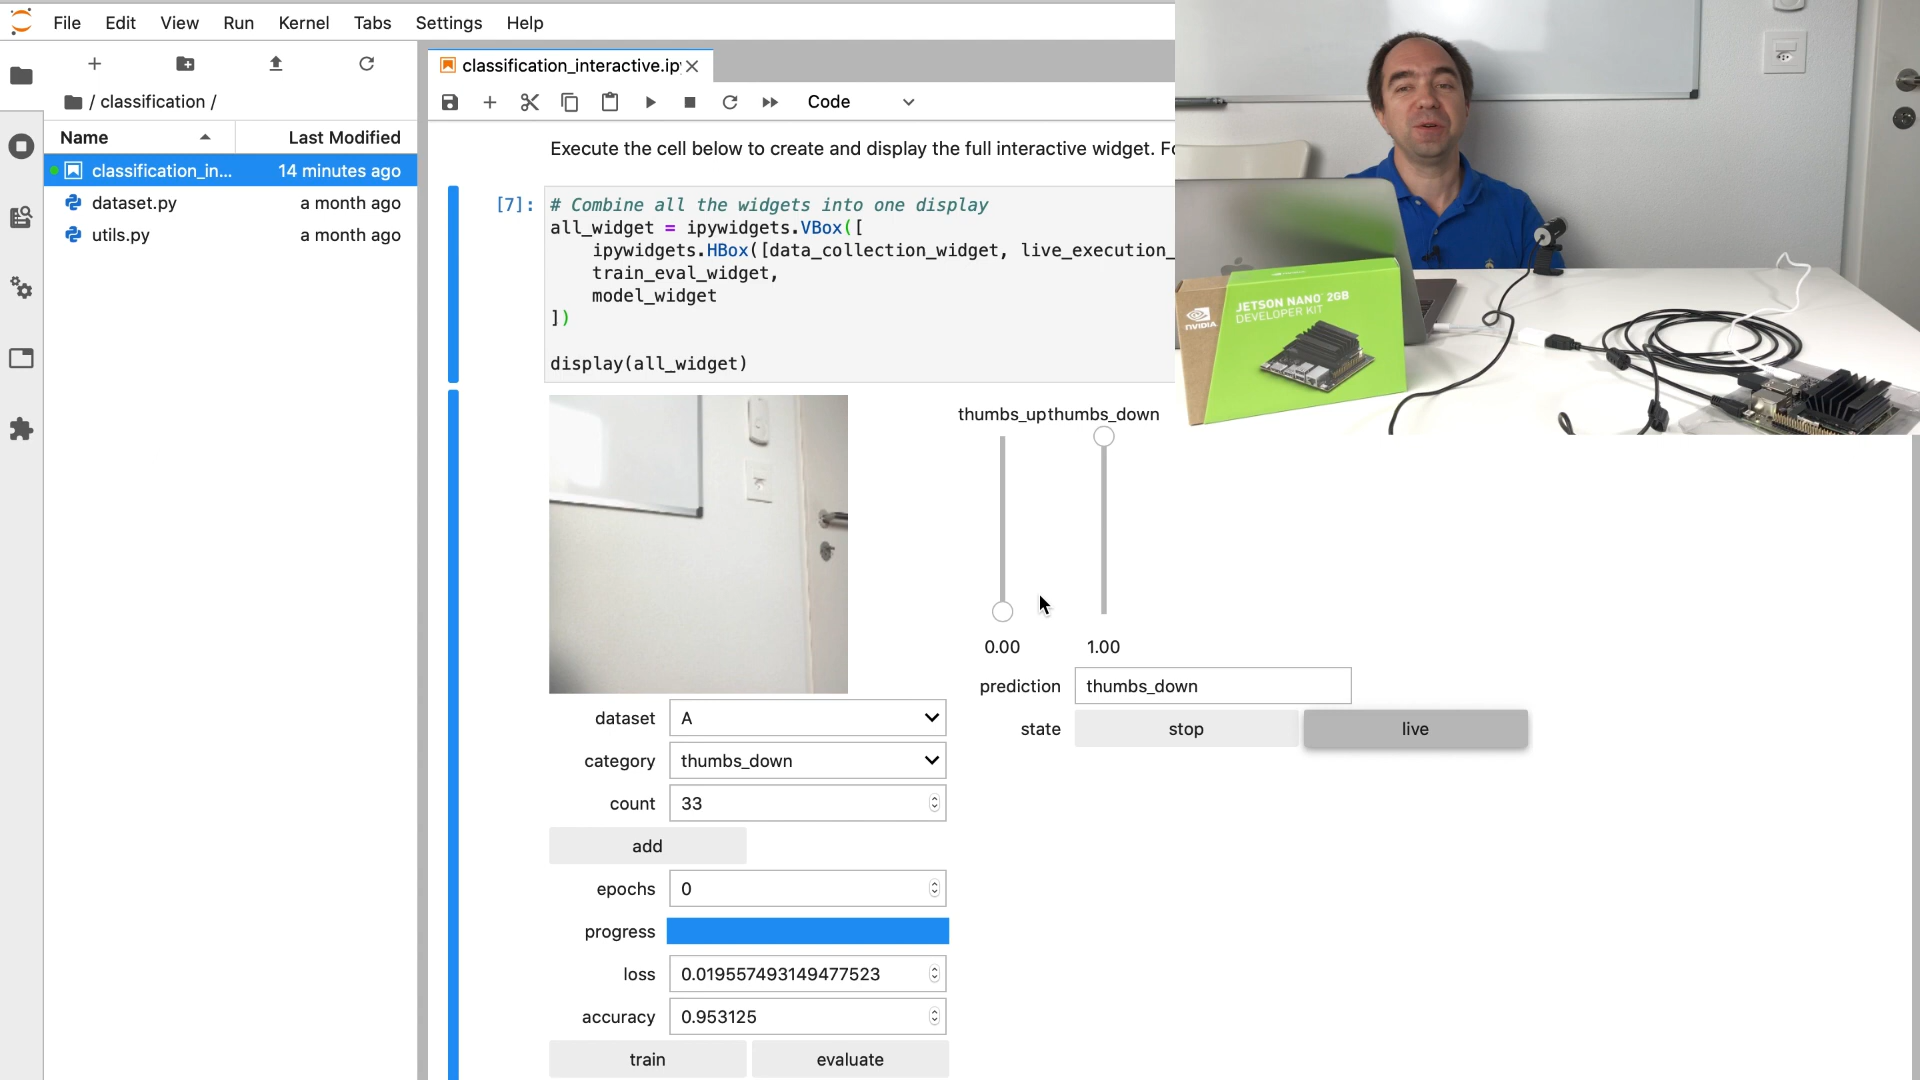 File Edit View Run Kernel Tabs Settings Help
/ classification /
Name Last Modified
classification_in... 14 minutes ago
dataset.py a month ago
utils.py a month ago
classification_interactive.ip
Code
Execute the cell below to create and display the full interactive widget. Fo
[7]: # Combine all the widgets into one display
all_widget = ipywidgets.VBox([
ipywidgets.HBox([data_collection_widget, live_execution_
train_eval_widget,
model_widget
])
display(all_widget)
NVIDIA
JETSON NANO 2GB
DEVELOPER KIT
thumbs_up thumbs_down
0.00 1.00
prediction thumbs_down
state stop live
dataset A
category thumbs_down
count 33
add
epochs 0
progress
loss 0.019557493149477523
accuracy 0.953125
train evaluate